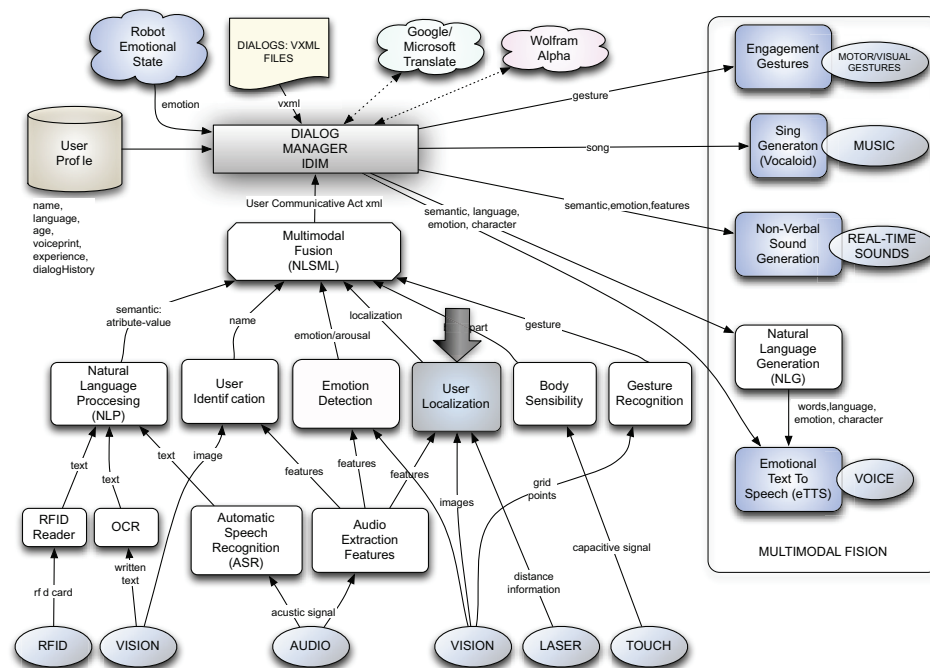 Robot
Emotional
State
DIALOGS: VXML
FILES
Google/
Microsoft
Translate
Wolfram
Alpha
Engagement
Gestures
MOTOR/VISUAL
GESTURES
emotion
vxml
gesture
User
Prof le
DIALOG
MANAGER
IDIM
song
Sing
Generaton
(Vocaloid)
MUSIC
name,
language,
age,
voiceprint,
experience,
dialogHistory
User Communicative Act xml
semantic, language,
emotion, character
semantic,emotion,features
Multimodal
Fusion
(NLSML)
Non-Verbal
Sound
Generation
REAL-TIME
SOUNDS
semantic:
atribute-value
name
emotion/arousal
localization
part
gesture
Natural
Language
Proccesing
(NLP)
User
Identif cation
Emotion
Detection
User
Localization
Body
Sensibility
Gesture
Recognition
Natural
Language
Generation
(NLG)
words,language,
emotion, character
text
text
text
image
features
features
features
images
grid
points
Emotional
Text To
Speech (eTTS)
VOICE
RFID
Reader
OCR
Automatic
Speech
Recognition
(ASR)
Audio
Extraction
Features
capacitive signal
MULTIMODAL FISION
rf d card
written
text
acustic signal
distance
information
RFID
VISION
AUDIO
VISION
LASER
TOUCH